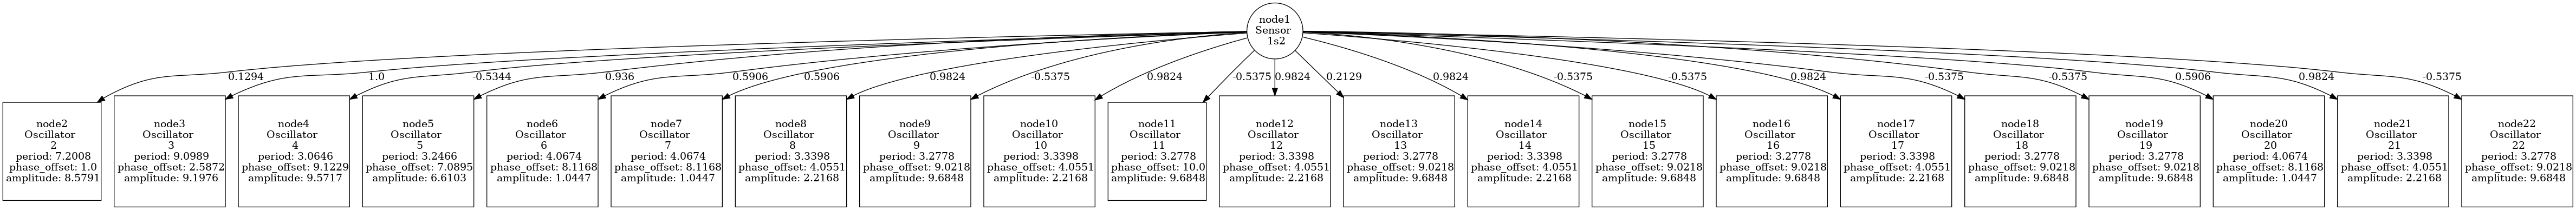 node1
Sensor
1s2
0.1294
1.0
-0.5344
0.936
0.5906
0.5906
0.9824
-0.5375
0.9824
-0.5375
0.9824
0.2129
0.9824
-0.5375
-0.5375
0.9824
-0.5375
-0.5375
0.5906
0.9824
-0.5375
node2
Oscillator
2
period: 7.2008
phase_offset: 1.0
amplitude: 8.5791
node3
Oscillator
3
period: 9.0989
phase_offset: 2.5872
amplitude: 9.1976
node4
Oscillator
4
period: 3.0646
phase_offset: 9.1229
amplitude: 9.5717
node5
Oscillator
5
period: 3.2466
phase_offset: 7.0895
amplitude: 6.6103
node6
Oscillator
6
period: 4.0674
phase_offset: 8.1168
amplitude: 1.0447
node7
Oscillator
7
period: 4.0674
phase_offset: 8.1168
amplitude: 1.0447
node8
Oscillator
8
period: 3.3398
phase_offset: 4.0551
amplitude: 2.2168
node9
Oscillator
9
period: 3.2778
phase_offset: 9.0218
amplitude: 9.6848
node10
Oscillator
10
period: 3.3398
phase_offset: 4.0551
amplitude: 2.2168
node11
Oscillator
11
period: 3.2778
phase_offset: 10.0
amplitude: 9.6848
node12
Oscillator
12
period: 3.3398
phase_offset: 4.0551
amplitude: 2.2168
node13
Oscillator
13
period: 3.2778
phase_offset: 9.0218
amplitude: 9.6848
node14
Oscillator
14
period: 3.3398
phase_offset: 4.0551
amplitude: 2.2168
node15
Oscillator
15
period: 3.2778
phase_offset: 9.0218
amplitude: 9.6848
node16
Oscillator
16
period: 3.2778
phase_offset: 9.0218
amplitude: 9.6848
node17
Oscillator
17
period: 3.3398
phase_offset: 4.0551
amplitude: 2.2168
node18
Oscillator
18
period: 3.2778
phase_offset: 9.0218
amplitude: 9.6848
node19
Oscillator
19
period: 3.2778
phase_offset: 9.0218
amplitude: 9.6848
node20
Oscillator
20
period: 4.0674
phase_offset: 8.1168
amplitude: 1.0447
node21
Oscillator
21
period: 3.3398
phase_offset: 4.0551
amplitude: 2.2168
node22
Oscillator
22
period: 3.2778
phase_offset: 9.0218
amplitude: 9.6848